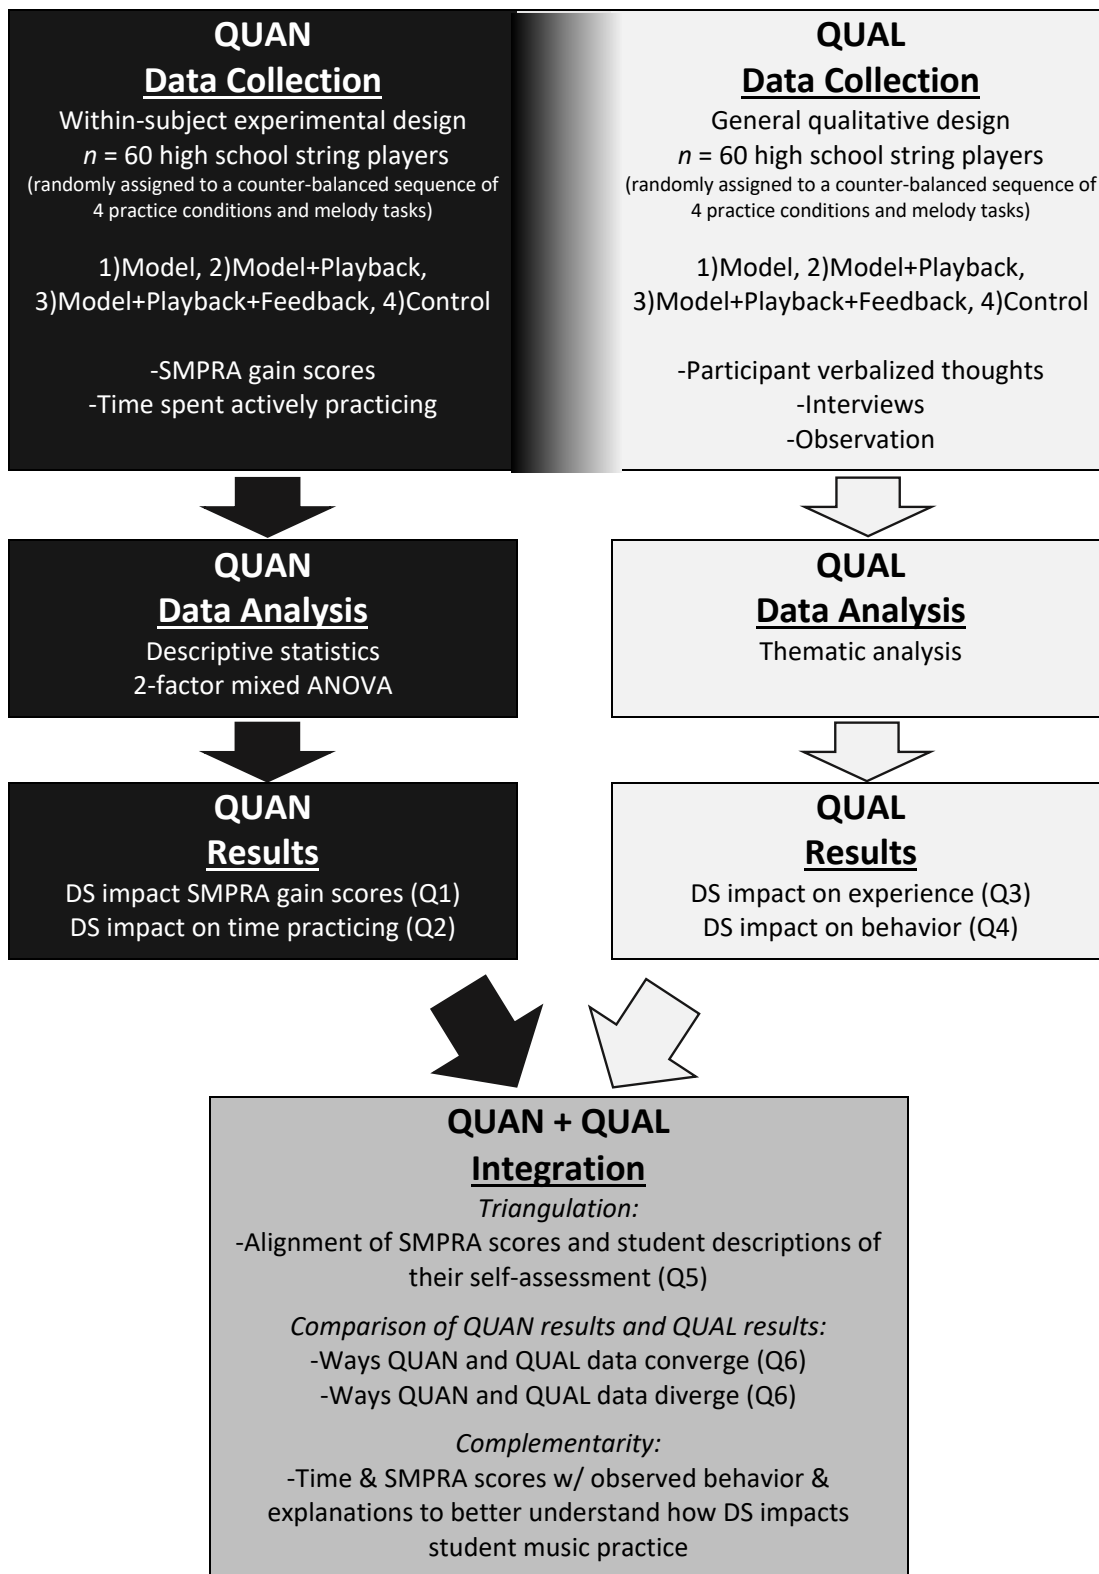 QUAN
Data Collection
Within-subject experimental design
n = 60 high school string players
(randomly assigned to a counter-balanced sequence of
4 practice conditions and melody tasks)
1)Model, 2)Model+Playback,
3)Model+Playback+Feedback, 4)Control
-SMPRA gain scores
-Time spent actively practicing
QUAL
Data Collection
General qualitative design
n = 60 high school string players
(randomly assigned to a counter-balanced sequence of
4 practice conditions and melody tasks)
1)Model, 2)Model+Playback,
3)Model+Playback+Feedback, 4)Control
-Participant verbalized thoughts
-Interviews
-Observation
QUAN
Data Analysis
Descriptive statistics
2-factor mixed ANOVA
QUAL
Data Analysis
Thematic analysis
QUAN
Results
DS impact SMPRA gain scores (Q1)
DS impact on time practicing (Q2)
QUAL
Results
DS impact on experience (Q3)
DS impact on behavior (Q4)
QUAN + QUAL
Integration
Triangulation:
-Alignment of SMPRA scores and student descriptions of
their self-assessment (Q5)
Comparison of QUAN results and QUAL results:
-Ways QUAN and QUAL data converge (Q6)
-Ways QUAN and QUAL data diverge (Q6)
Complementarity:
-Time & SMPRA scores w/ observed behavior &
explanations to better understand how DS impacts
student music practice